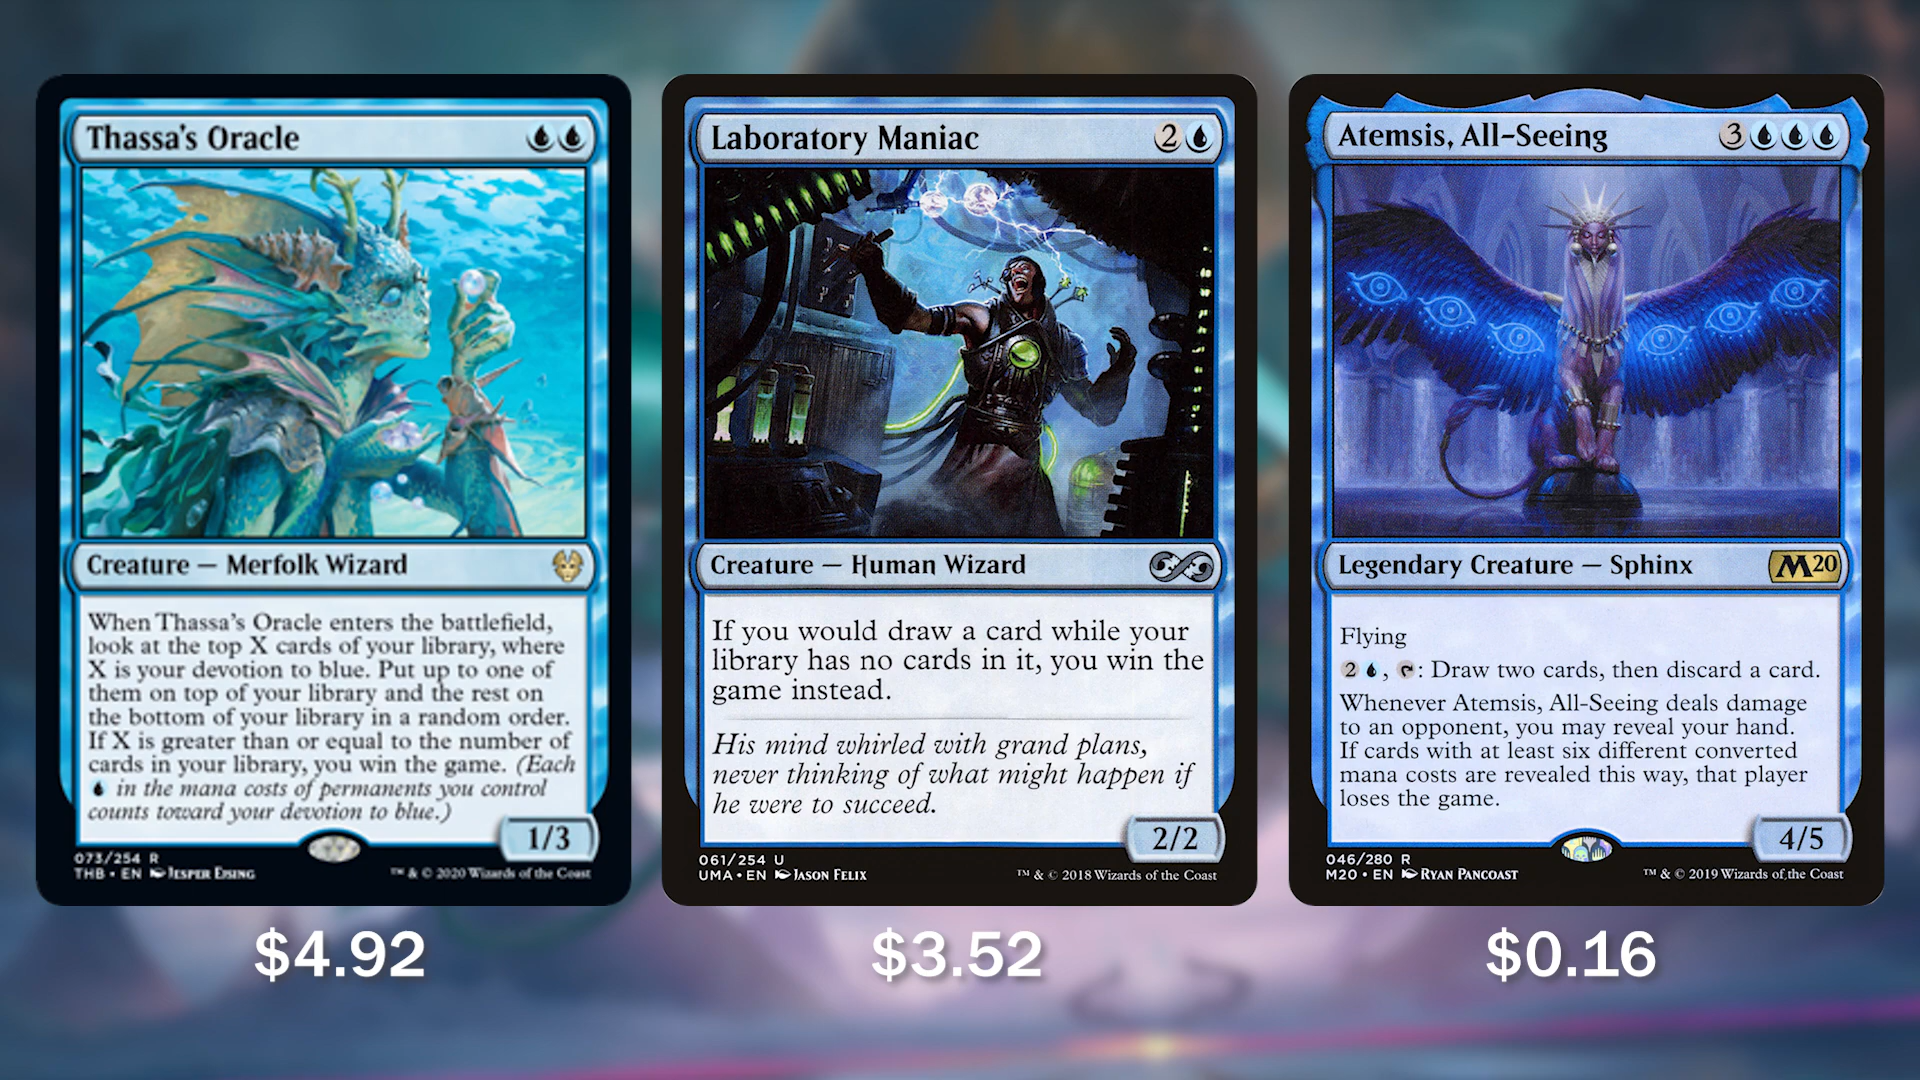 Thassa's Oracle
Creature — Merfolk Wizard
When Thassa's Oracle enters the battlefield,
look at the top X cards of your library, where
X is your devotion to blue. Put up to one of
them on top of your library and the rest on
the bottom of your library in a random order.
If X is greater than or equal to the number of
cards in your library, you win the game. (Each
in the mana costs of permanents you control
counts toward your devotion to blue.)
1/3
073/254 R
THB • EN JESPER EJSING
™ & © 2020 Wizards of the Coast
$4.92
Laboratory Maniac
2
Creature — Human Wizard
If you would draw a card while your
library has no cards in it, you win the
game instead.
His mind whirled with grand plans,
never thinking of what might happen if
he were to succeed.
2/2
061/254 U
UMA • EN JASON FELIX
™ & © 2018 Wizards of the Coast
$3.52
Atemsis, All-Seeing
3
Legendary Creature — Sphinx
M20
Flying
2 , : Draw two cards, then discard a card.
Whenever Atemsis, All-Seeing deals damage
to an opponent, you may reveal your hand.
If cards with at least six different converted
mana costs are revealed this way, that player
loses the game.
4/5
046/280 R
M20 • EN RYAN PANCOAST
™ & © 2019 Wizards of the Coast
$0.16